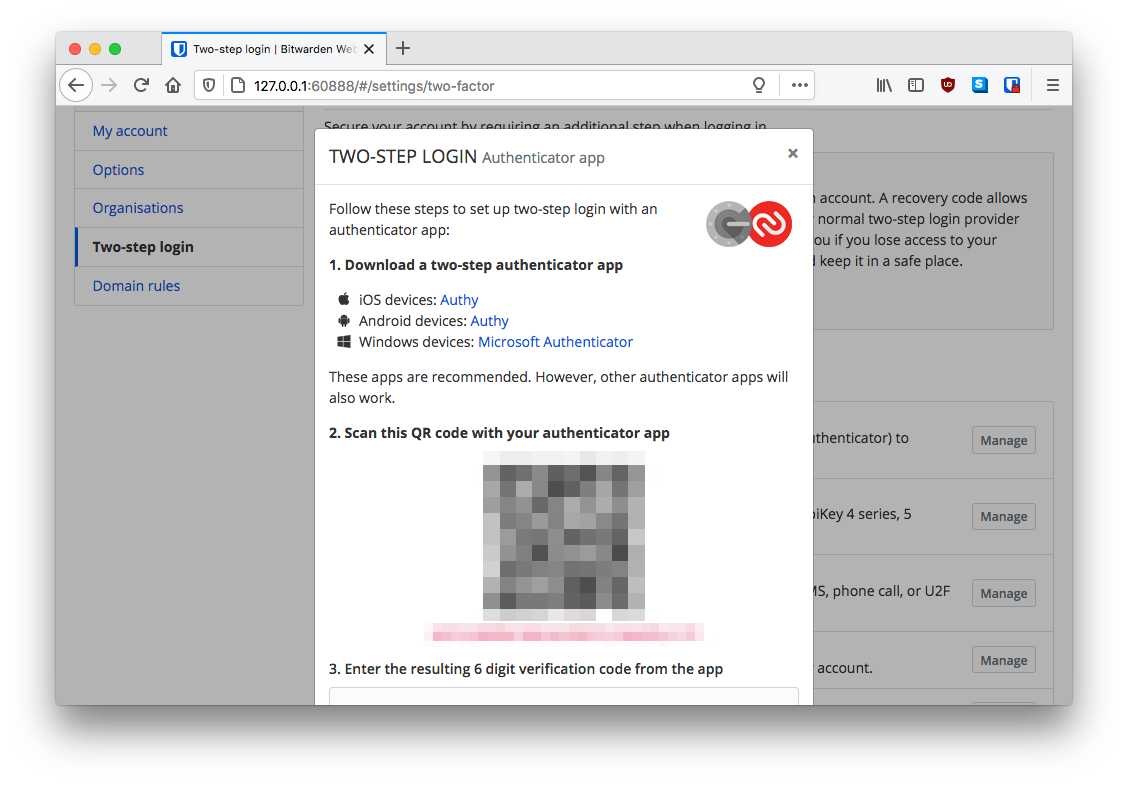 Two-step login | Bitwarden Web
127.0.0.1:60888/#/settings/two-factor
My account
Options
Organisations
Two-step login
Domain rules
Secure your account by requiring an additional step when logging in.
TWO-STEP LOGIN Authenticator app
×
Follow these steps to set up two-step login with an
authenticator app:
1. Download a two-step authenticator app
iOS devices: Authy
Android devices: Authy
Windows devices: Microsoft Authenticator
These apps are recommended. However, other authenticator apps will
also work.
2. Scan this QR code with your authenticator app
3. Enter the resulting 6 digit verification code from the app
account. A recovery code allows
normal two-step login provider
you if you lose access to your
keep it in a safe place.
authenticator) to
Manage
YubiKey 4 series, 5
Manage
SMS, phone call, or U2F
Manage
account.
Manage